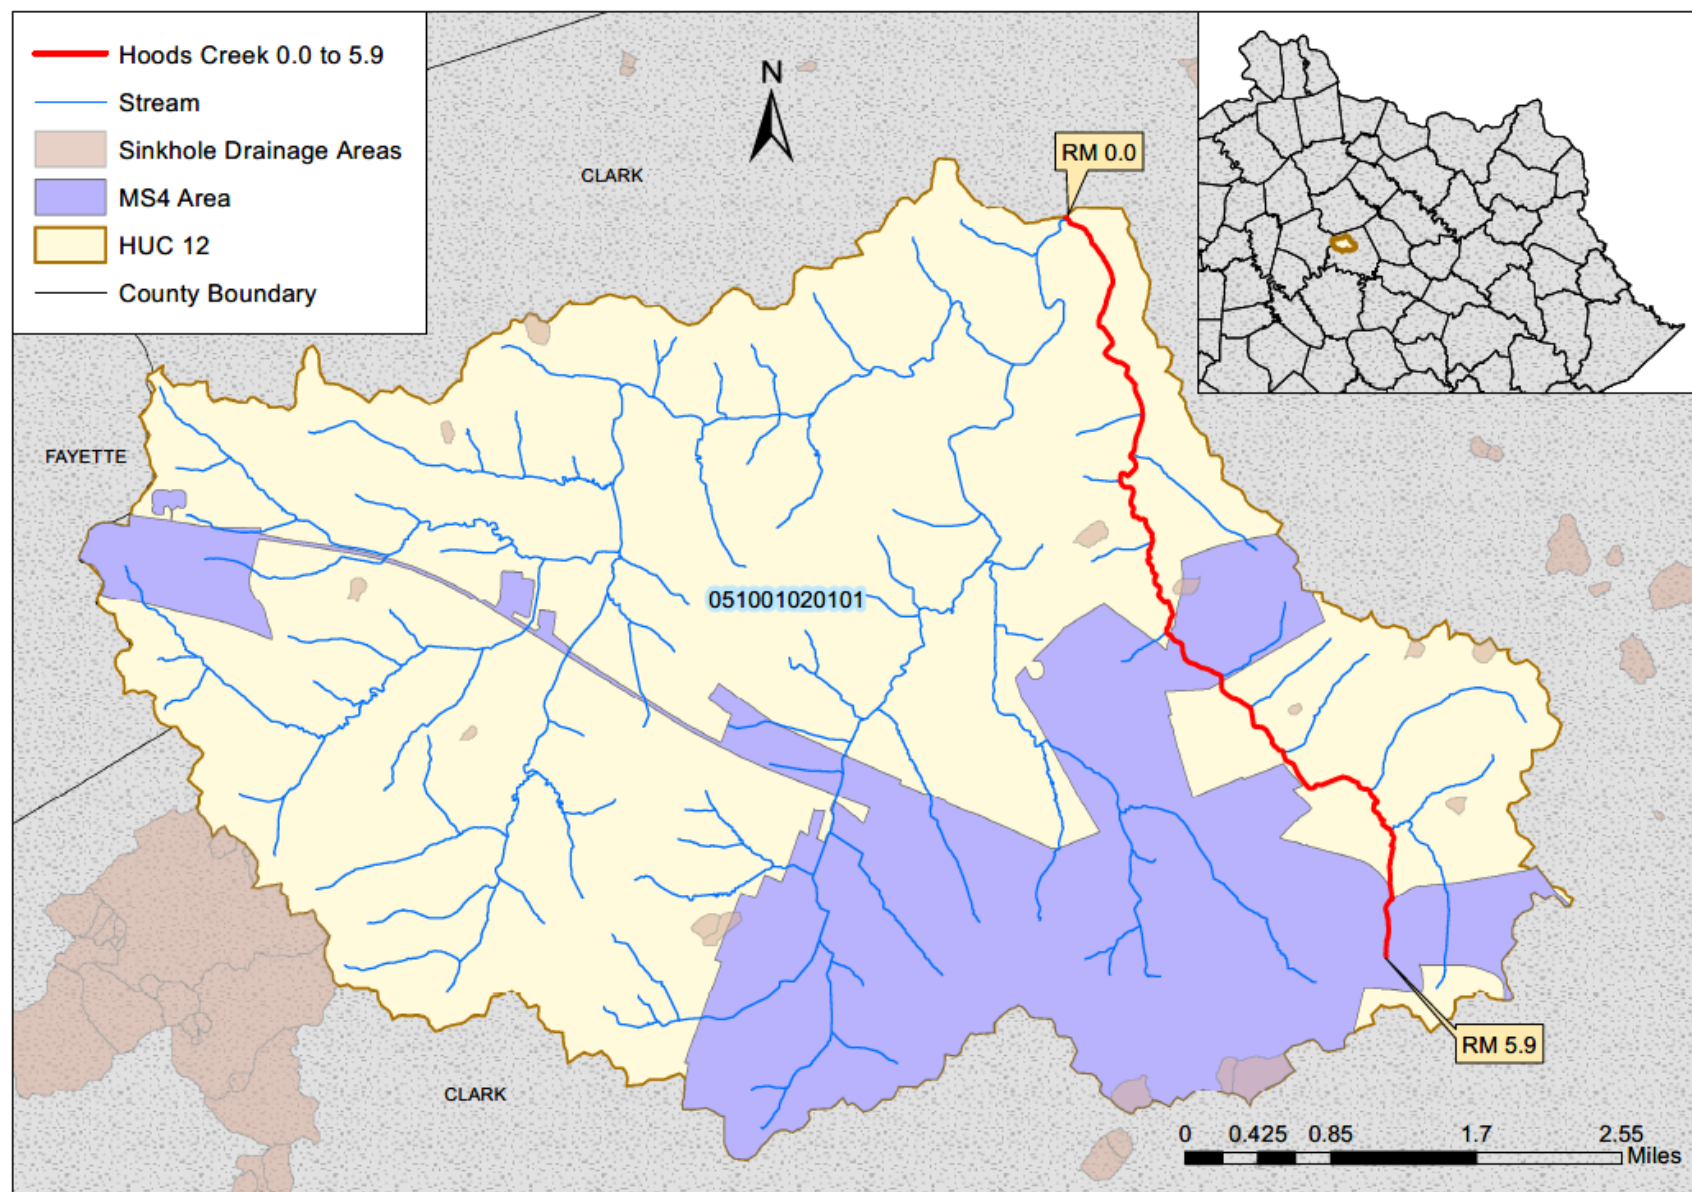 Hoods Creek 0.0 to 5.9
Stream
Sinkhole Drainage Areas
MS4 Area
HUC 12
County Boundary
N
CLARK
RM 0.0
FAYETTE
051001020101
RM 5.9
CLARK
0 0.425 0.85 1.7 2.55
Miles